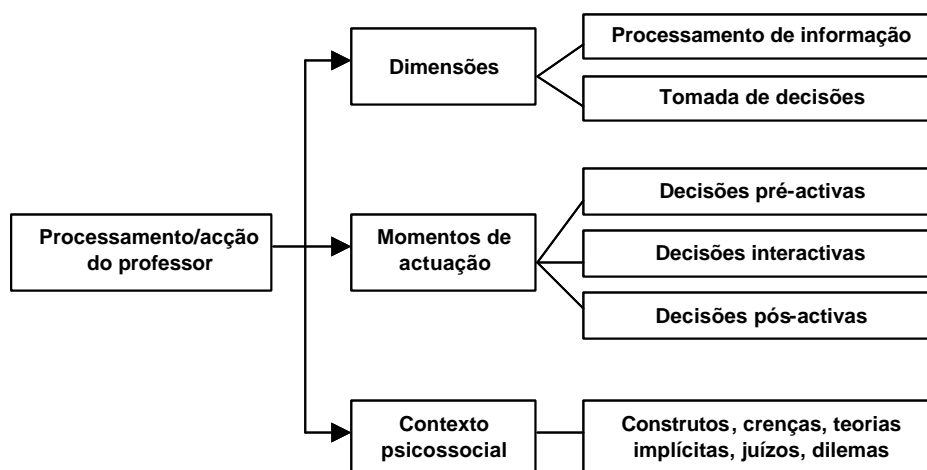 Processamento/acção
do professor
Dimensões
Processamento de informação
Tomada de decisões
Momentos de
actuação
Decisões pré-activas
Decisões interactivas
Decisões pós-activas
Contexto
psicossocial
Construtos, crenças, teorias
implícitas, juízos, dilemas